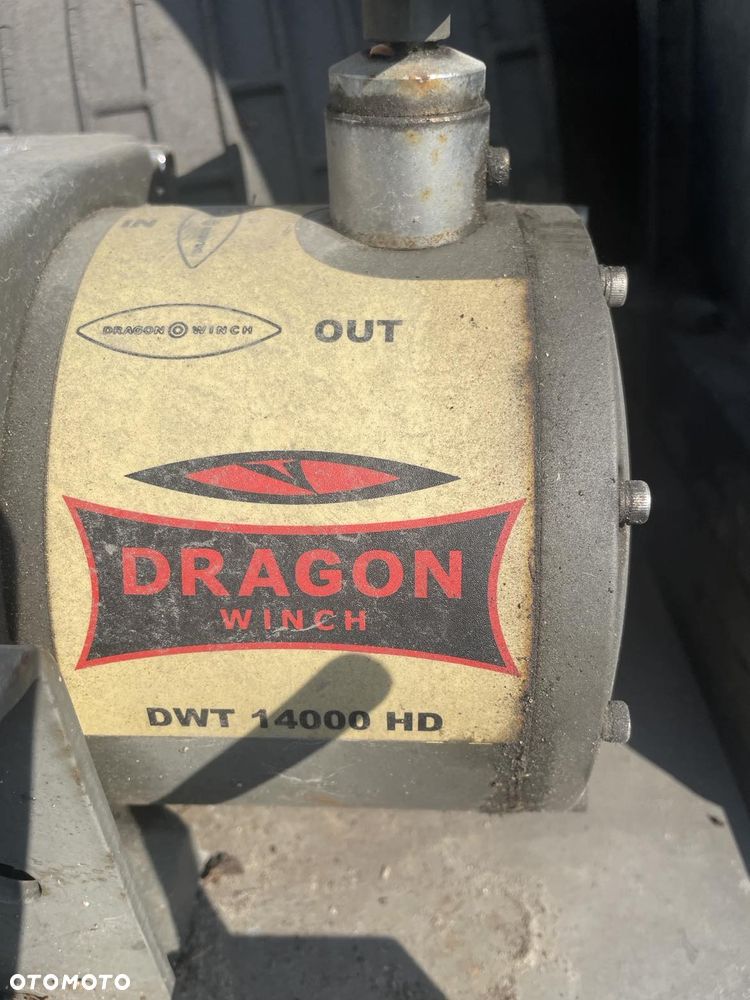 IN
DRAGON WINCH
OUT
DRAGON
WINCH
DWT 14000 HD
OTOMOTO